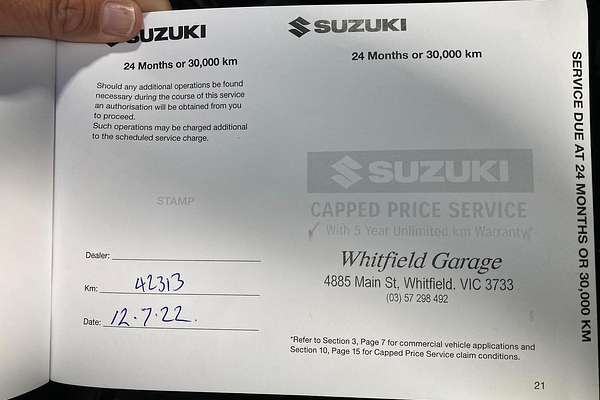 SUZUKI
24 Months or 30,000 km
Should any additional operations be found
necessary during the course of this service
an authorisation will be obtained from you
to proceed.
Such operations may be charged additional
to the scheduled service charge.
STAMP
Dealer:
Km: 42313
Date: 12.7.22.
SUZUKI
24 Months or 30,000 km
SUZUKI
CAPPED PRICE SERVICE
With 5 Year Unlimited km Warranty*
Whitfield Garage
4885 Main St, Whitfield. VIC 3733
(03) 57 298 492
*Refer to Section 3, Page 7 for commercial vehicle applications and
Section 10, Page 15 for Capped Price Service claim conditions.
21
SERVICE DUE AT 24 MONTHS OR 30,000 KM